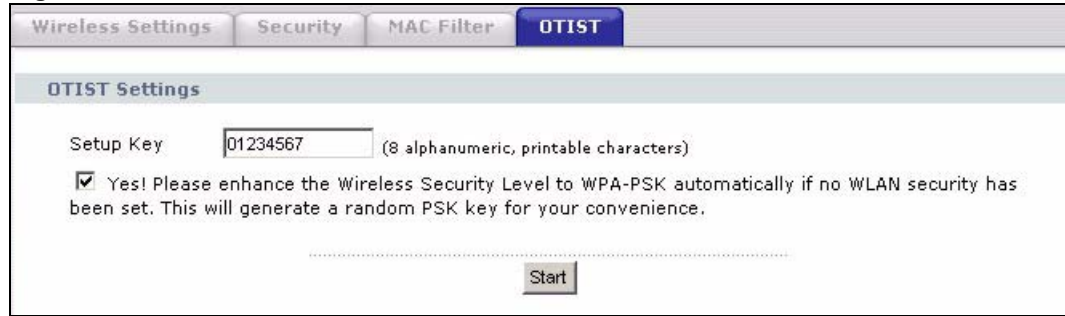 Wireless Settings Security MAC Filter OTIST
OTIST Settings
Setup Key 01234567 (8 alphanumeric, printable characters)
Yes! Please enhance the Wireless Security Level to WPA-PSK automatically if no WLAN security has
been set. This will generate a random PSK key for your convenience.
Start